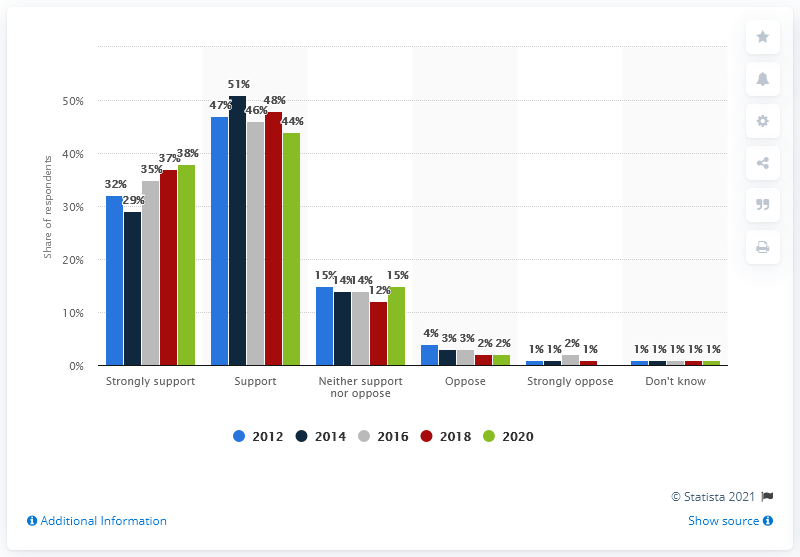 Share of respondents
50%
40%
30%
20%
10%
0%
32% 29% 35% 37% 38%
47% 51% 46% 48% 44%
15% 14% 14% 12% 15%
4% 3% 3% 2% 2%
1% 1% 2% 1%
1% 1% 1% 1% 1%
Strongly support
Support
Neither support
nor oppose
Oppose
Strongly oppose
Don't know
2012 2014 2016 2018 2020
© Statista 2021
Additional Information
Show source